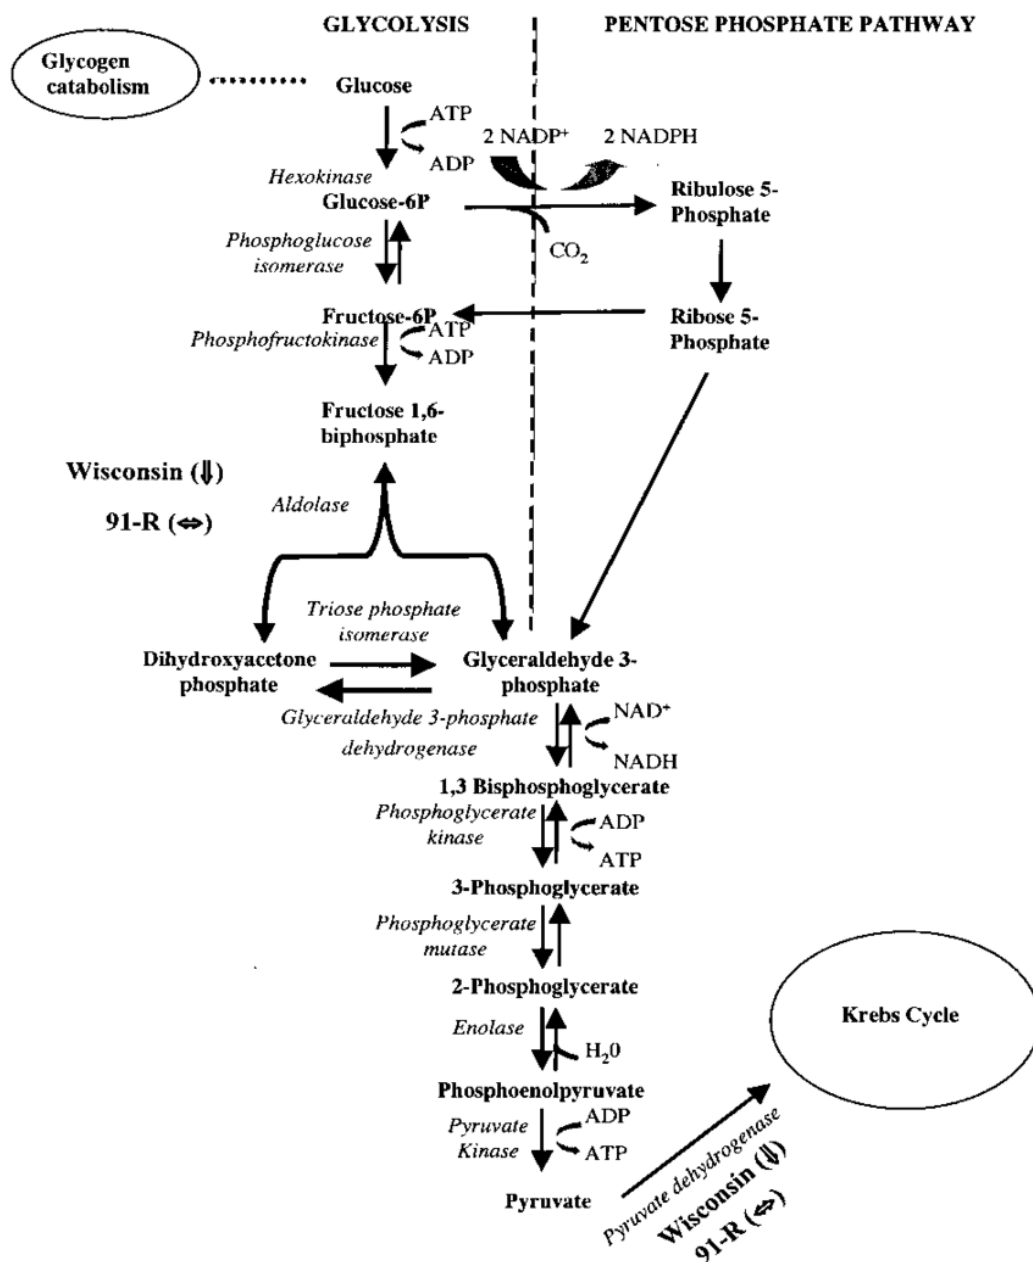 GLYCOLYSIS
PENTOSE PHOSPHATE PATHWAY
Glycogen
catabolism
Glucose
ATP
ADP
2 NADP⁺
2 NADPH
Hexokinase
Glucose-6P
Ribulose 5-
Phosphate
CO₂
Phosphoglucose
isomerase
Fructose-6P
Phosphofructokinase
ATP
ADP
Ribose 5-
Phosphate
Fructose 1,6-
biphosphate
Wisconsin (⇓)
91-R (⇔)
Aldolase
Triose phosphate
isomerase
Dihydroxyacetone
phosphate
Glyceraldehyde 3-
phosphate
Glyceraldehyde 3-phosphate
dehydrogenase
NAD⁺
NADH
1,3 Bisphosphoglycerate
Phosphoglycerate
kinase
ADP
ATP
3-Phosphoglycerate
Phosphoglycerate
mutase
2-Phosphoglycerate
Enolase
H₂0
Phosphoenolpyruvate
Pyruvate
Kinase
ADP
ATP
Pyruvate
Krebs Cycle
Pyruvate dehydrogenase
Wisconsin (⇓)
91-R (⇔)